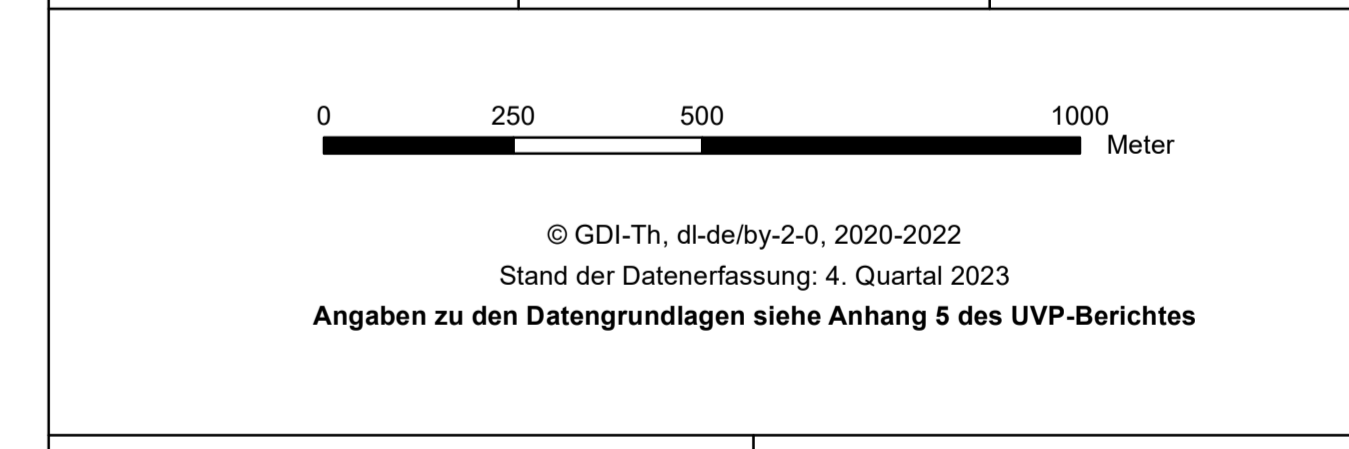 0 250 500 1000
Meter
© GDI-Th, dl-de/by-2-0, 2020-2022
Stand der Datenerfassung: 4. Quartal 2023
Angaben zu den Datengrundlagen siehe Anhang 5 des UVP-Berichtes